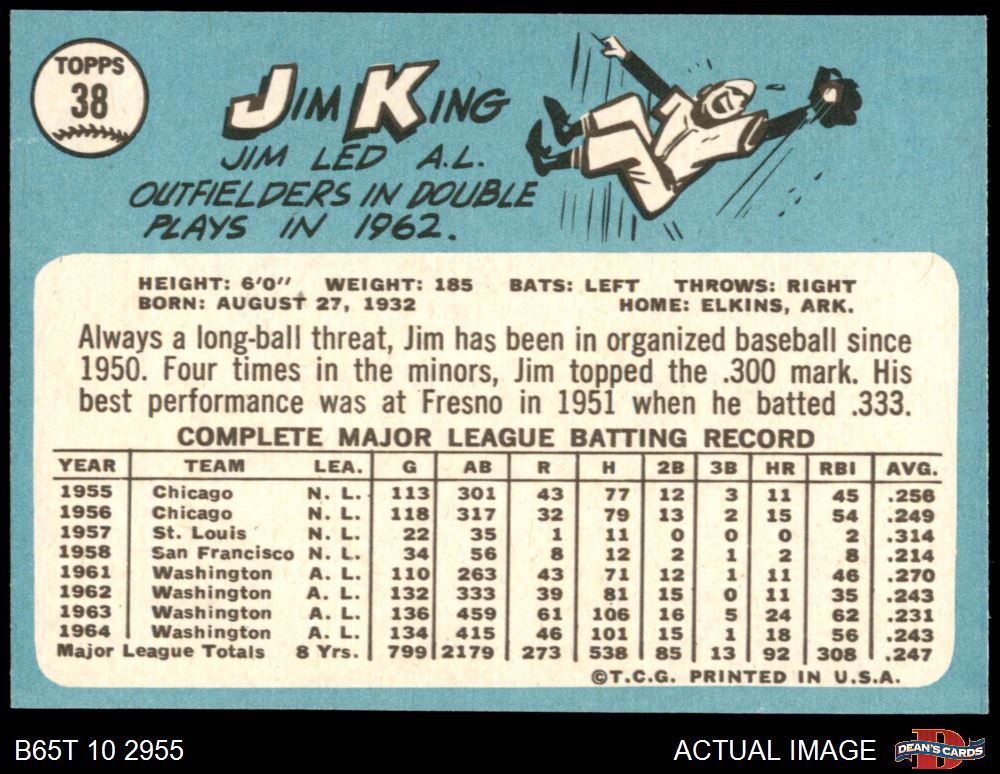 TOPPS
38
JIM KING
JIM LED A.L.
OUTFIELDERS IN DOUBLE
PLAYS IN 1962.
HEIGHT: 6'0" WEIGHT: 185 BATS: LEFT THROWS: RIGHT
BORN: AUGUST 27, 1932 HOME: ELKINS, ARK.
Always a long-ball threat, Jim has been in organized baseball since
1950. Four times in the minors, Jim topped the .300 mark. His
best performance was at Fresno in 1951 when he batted .333.
COMPLETE MAJOR LEAGUE BATTING RECORD
YEAR TEAM LEA. G AB R H 2B 3B HR RBI AVG.
1955 Chicago N. L. 113 301 43 77 12 3 11 45 .256
1956 Chicago N. L. 118 317 32 79 13 2 15 54 .249
1957 St. Louis N. L. 22 35 1 11 0 0 0 2 .314
1958 San Francisco N. L. 34 56 8 12 2 1 2 8 .214
1961 Washington A. L. 110 263 43 71 12 1 11 46 .270
1962 Washington A. L. 132 333 39 81 15 0 11 35 .243
1963 Washington A. L. 136 459 61 106 16 5 24 62 .231
1964 Washington A. L. 134 415 46 101 15 1 18 56 .243
Major League Totals 8 Yrs. 799 2179 273 538 85 13 92 308 .247
©T.C.G. PRINTED IN U.S.A.
B65T 10 2955 ACTUAL IMAGE DEAN'S CARDS